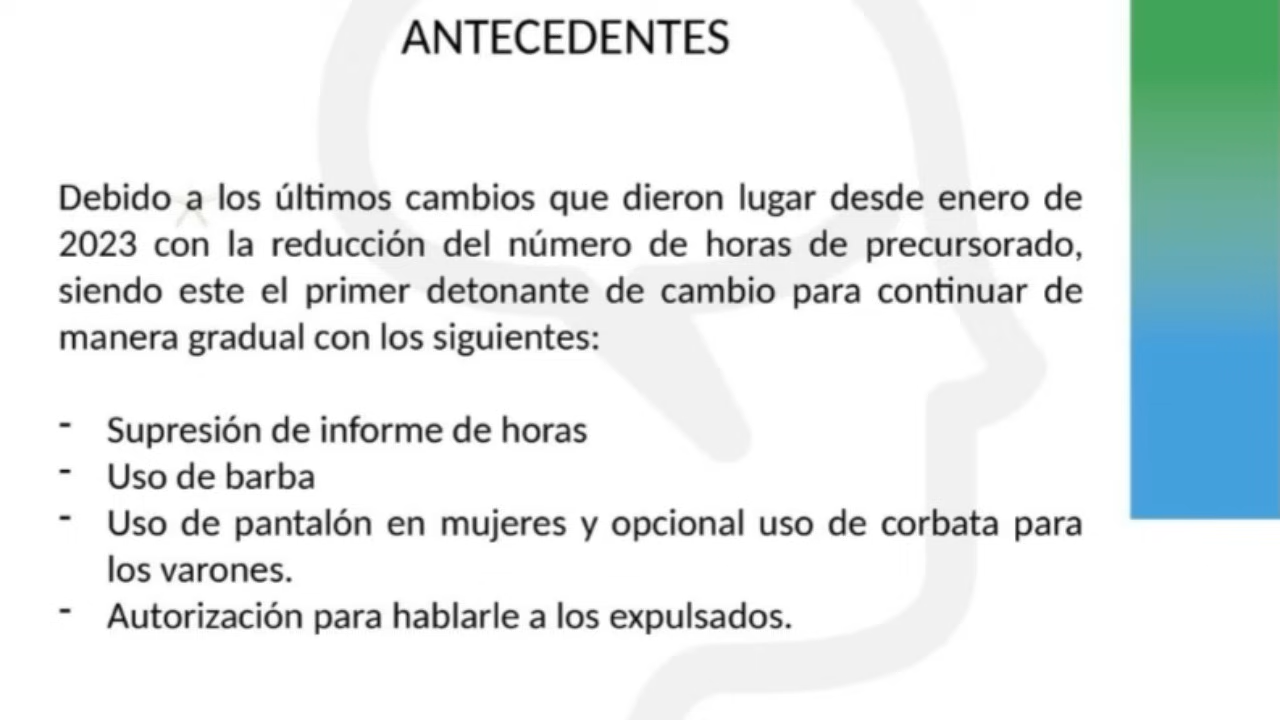 ANTECEDENTES
Debido a los últimos cambios que dieron lugar desde enero de
2023 con la reducción del número de horas de precursorado,
siendo este el primer detonante de cambio para continuar de
manera gradual con los siguientes:
- Supresión de informe de horas
- Uso de barba
- Uso de pantalón en mujeres y opcional uso de corbata para
los varones.
- Autorización para hablarle a los expulsados.